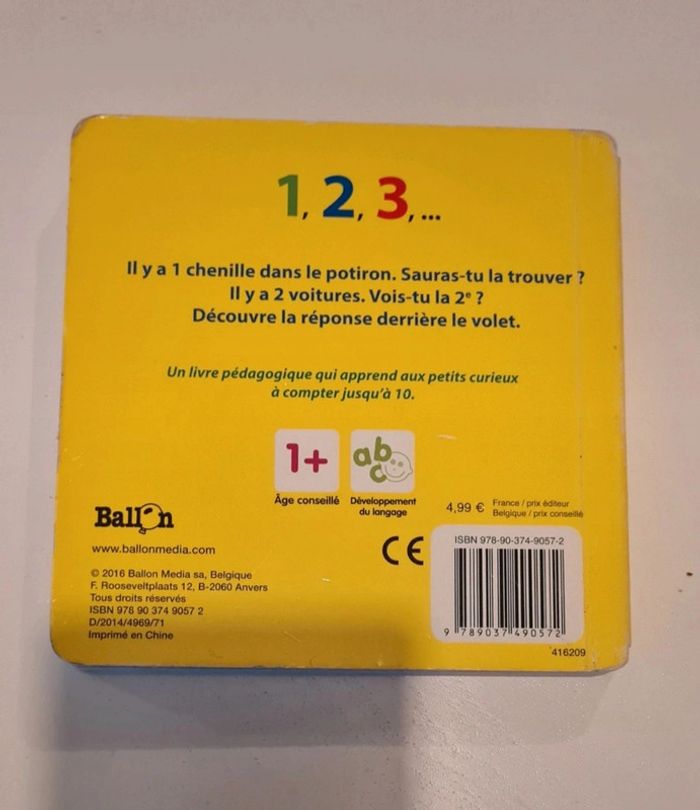 1, 2, 3, ...
Il y a 1 chenille dans le potiron. Sauras-tu la trouver ?
Il y a 2 voitures. Vois-tu la 2e ?
Découvre la réponse derrière le volet.
Un livre pédagogique qui apprend aux petits curieux
à compter jusqu'à 10.
1+
abc
Âge conseillé
Développement
du langage
4,99 €
France / prix éditeur
Belgique / prix conseillé
Ballon
www.ballonmedia.com
CE
ISBN 978-90-374-9057-2
© 2016 Ballon Media sa, Belgique
F. Rooseveltplaats 12, B-2060 Anvers
Tous droits réservés
ISBN 978 90 374 9057 2
D/2014/4969/71
Imprimé en Chine
9 789037 490572
416209